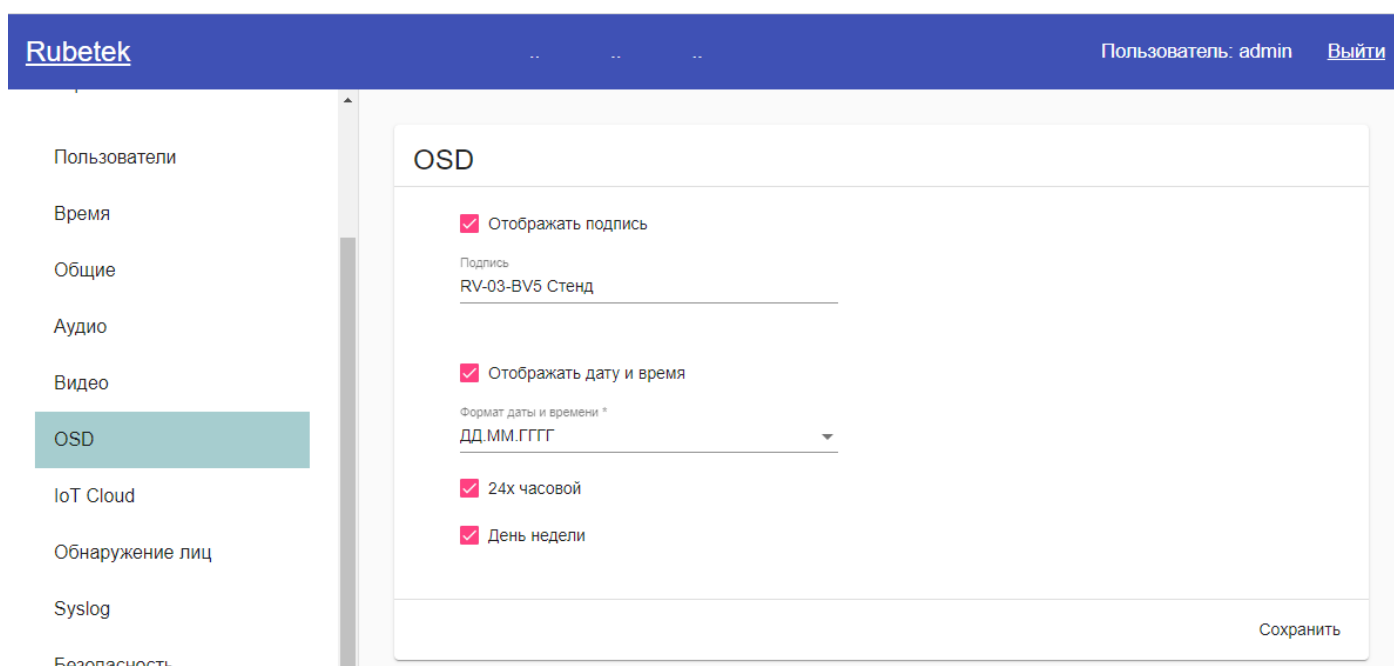 Rubetek
Пользователь: admin
Выйти
Пользователи
Время
Общие
Аудио
Видео
OSD
IoT Cloud
Обнаружение лиц
Syslog
Безопасность
OSD
Отображать подпись
Подпись
RV-03-BV5 Стенд
Отображать дату и время
Формат даты и времени *
ДД.ММ.ГГГГ
24х часовой
День недели
Сохранить